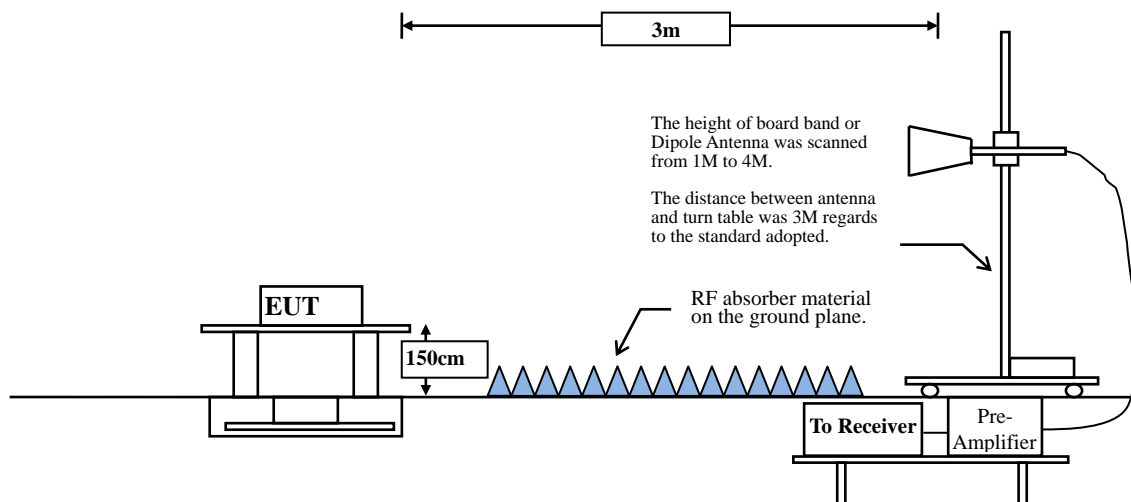 3m
The height of board band or
Dipole Antenna was scanned
from 1M to 4M.
The distance between antenna
and turn table was 3M regards
to the standard adopted.
EUT
RF absorber material
on the ground plane.
150cm
To Receiver
Pre-
Amplifier